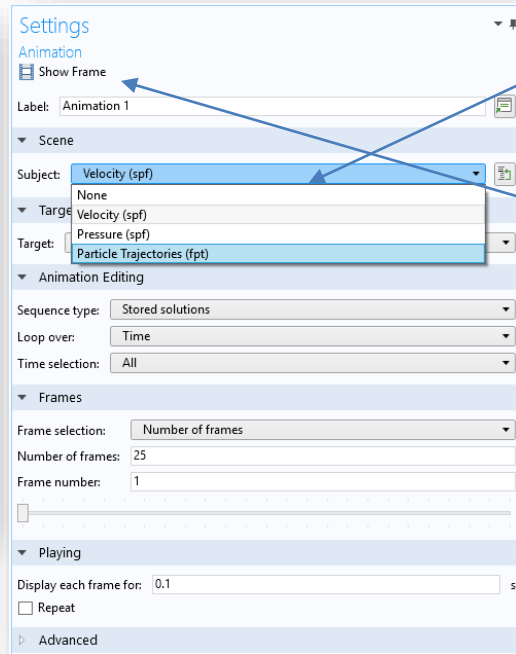 Settings
Animation
Show Frame
Label: Animation 1
Scene
Subject: Velocity (spf)
None
Velocity (spf)
Pressure (spf)
Particle Trajectories (fpt)
Target:
Animation Editing
Sequence type: Stored solutions
Loop over: Time
Time selection: All
Frames
Frame selection: Number of frames
Number of frames: 25
Frame number: 1
Playing
Display each frame for: 0.1 s
Repeat
Advanced